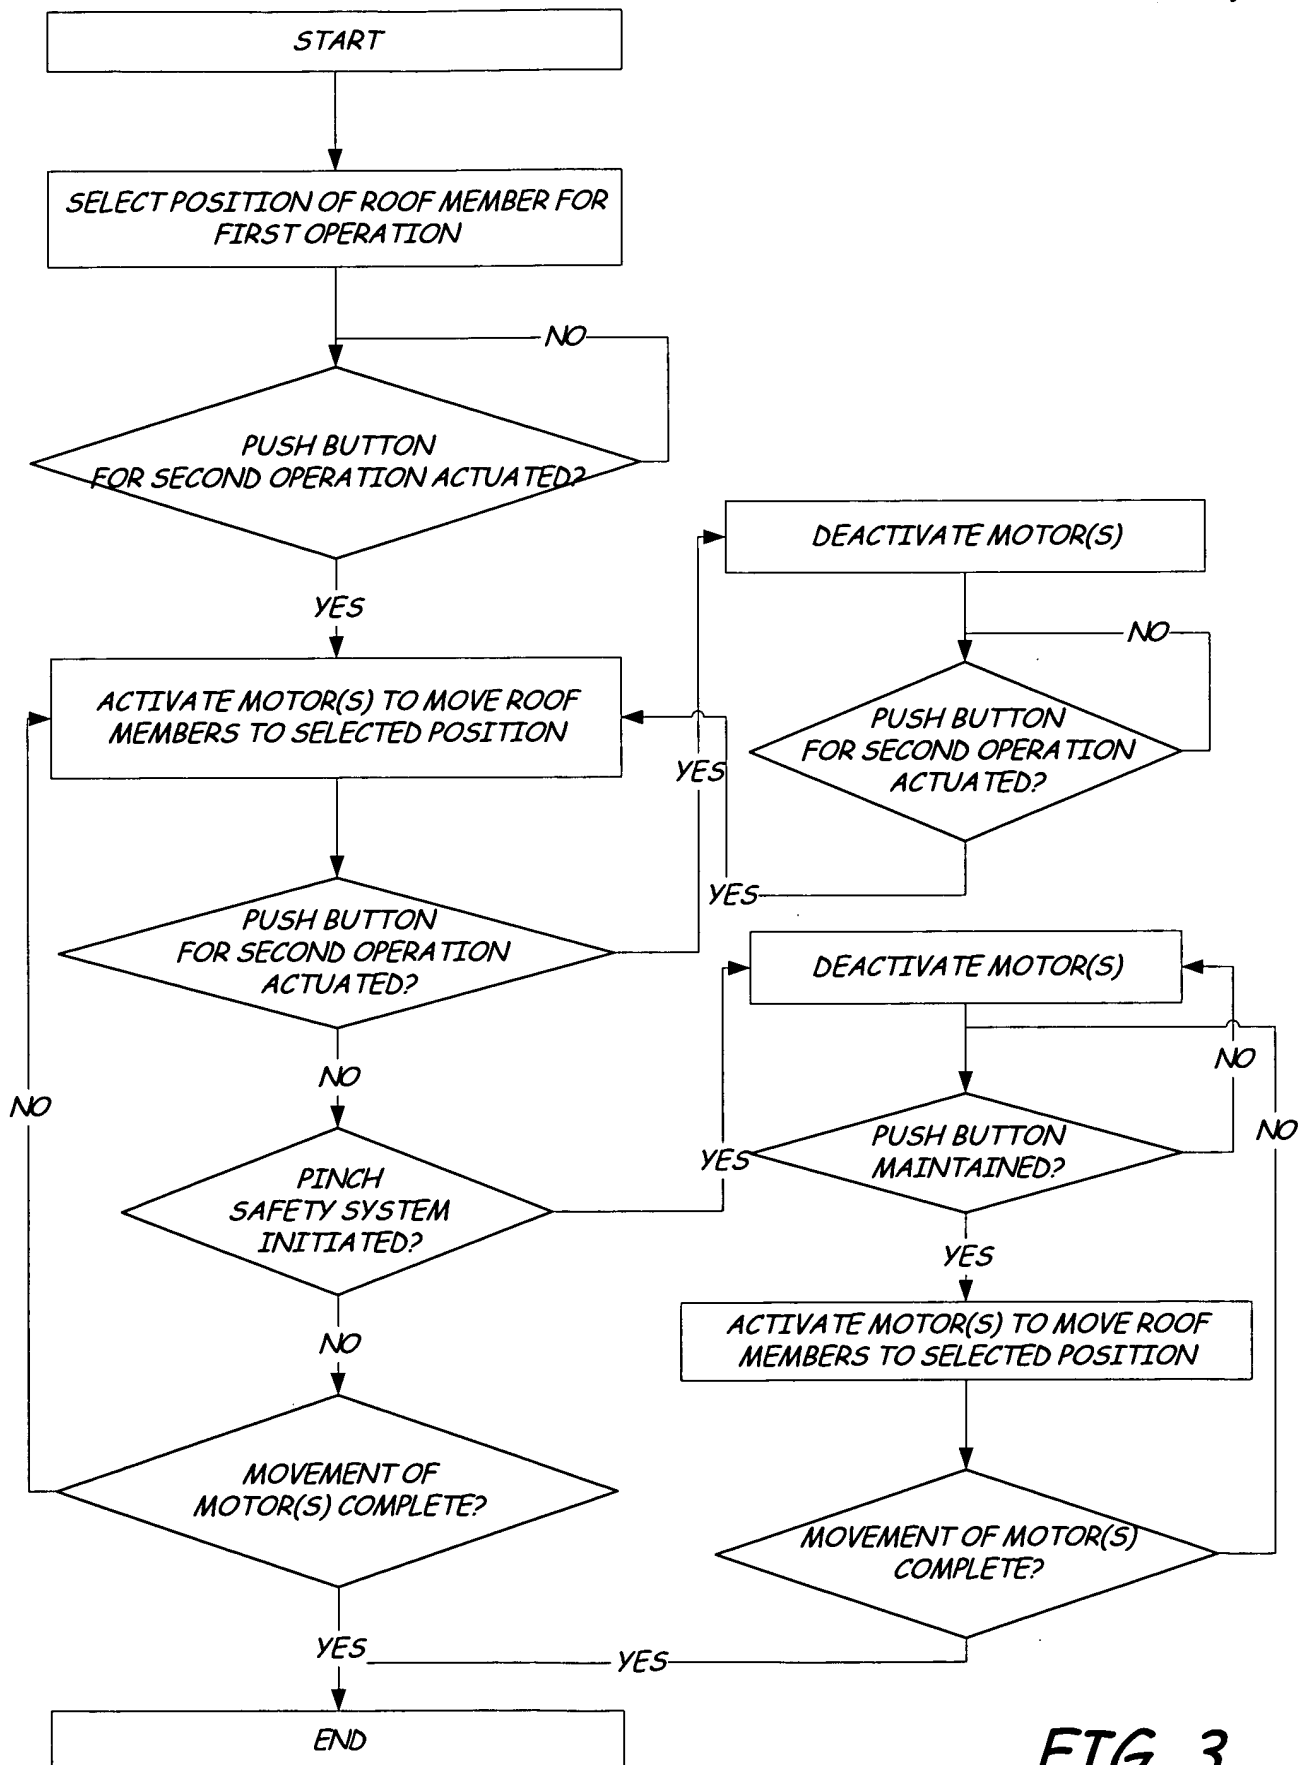 START
SELECT POSITION OF ROOF MEMBER FOR
FIRST OPERATION
NO
PUSH BUTTON
FOR SECOND OPERATION ACTUATED?
YES
ACTIVATE MOTOR(S) TO MOVE ROOF
MEMBERS TO SELECTED POSITION
PUSH BUTTON
FOR SECOND OPERATION
ACTUATED?
YES
DEACTIVATE MOTOR(S)
NO
PUSH BUTTON
FOR SECOND OPERATION
ACTUATED?
YES
NO
PINCH
SAFETY SYSTEM
INITIATED?
YES
DEACTIVATE MOTOR(S)
NO
PUSH BUTTON
MAINTAINED?
YES
ACTIVATE MOTOR(S) TO MOVE ROOF
MEMBERS TO SELECTED POSITION
MOVEMENT OF MOTOR(S)
COMPLETE?
NO
YES
NO
MOVEMENT OF
MOTOR(S) COMPLETE?
NO
YES
END
FIG. 3